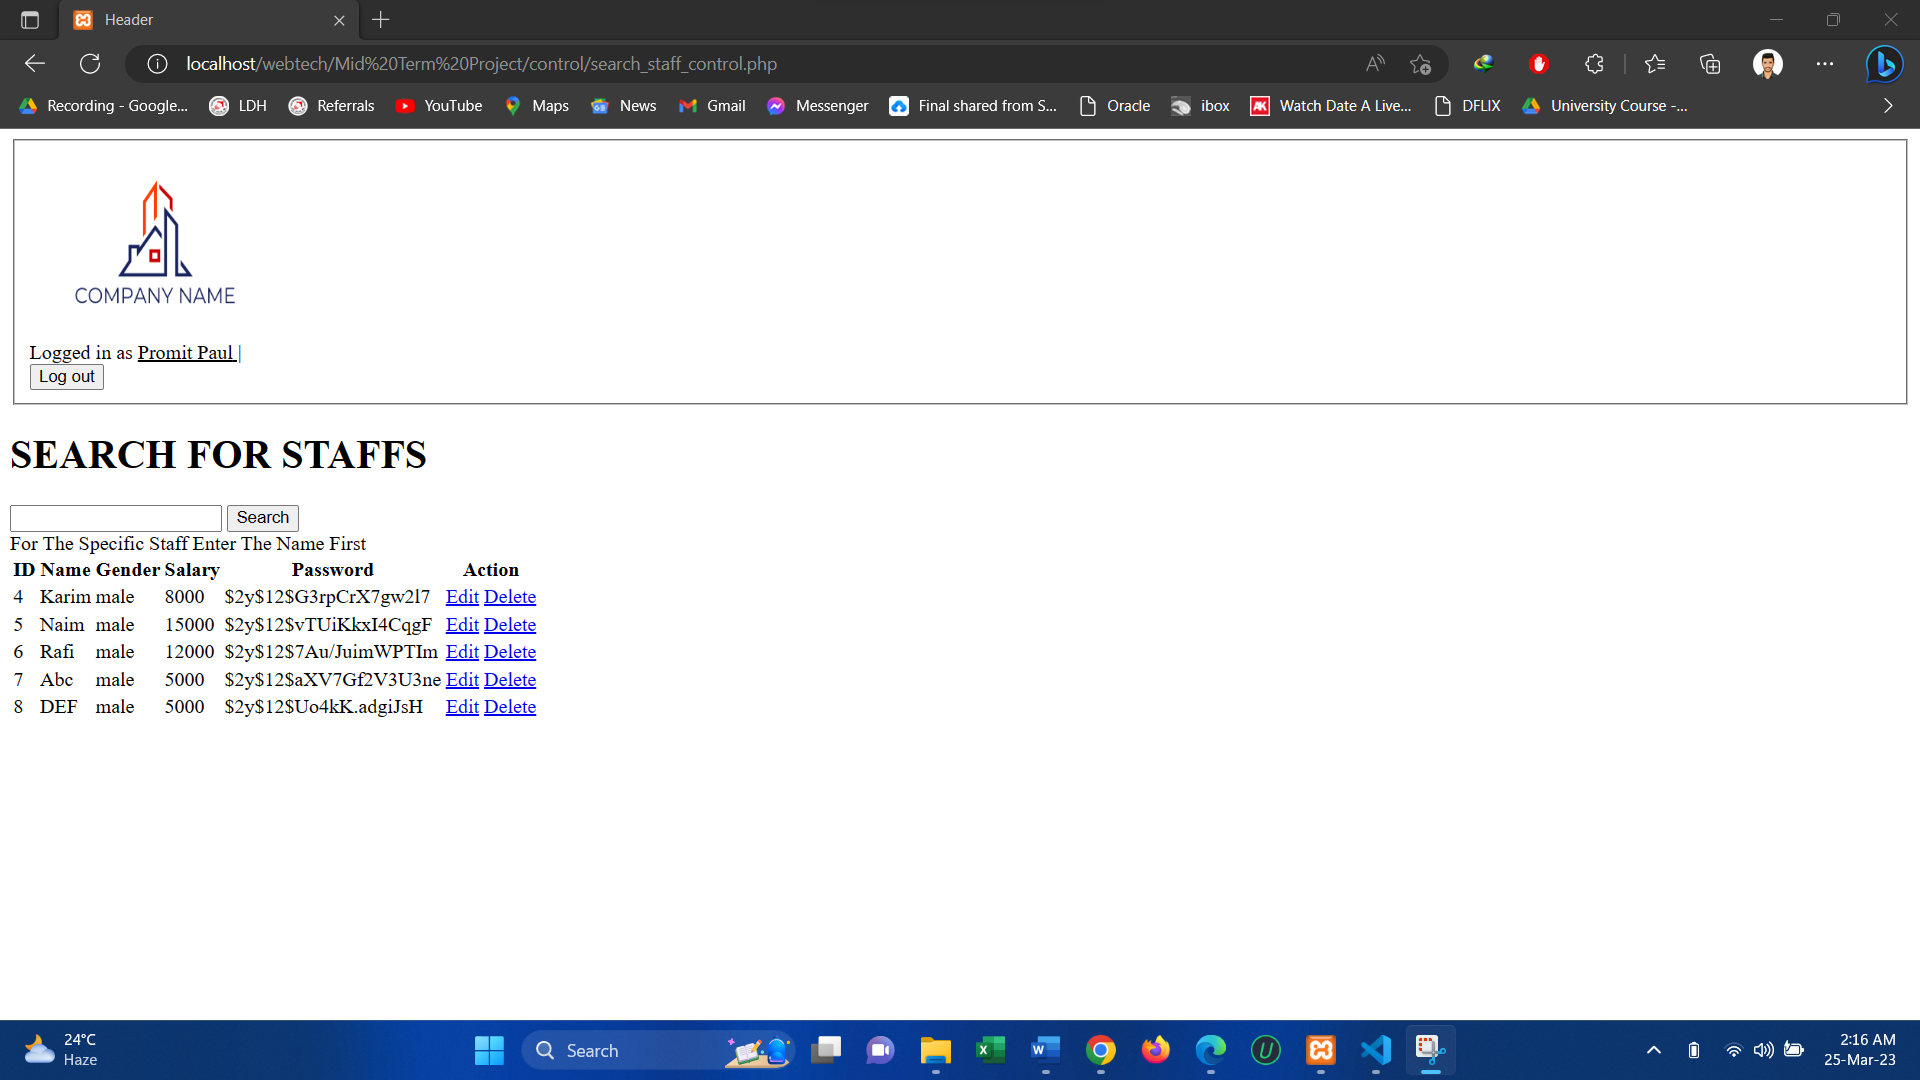 Header
localhost/webtech/Mid%20Term%20Project/control/search_staff_control.php
Recording - Google... LDH Referrals YouTube Maps News Gmail Messenger Final shared from S... Oracle ibox Watch Date A Live... DFLIX University Course -...
COMPANY NAME
Logged in as Promit Paul |
Log out
SEARCH FOR STAFFS
Search
For The Specific Staff Enter The Name First
ID Name Gender Salary Password Action
4 Karim male 8000 $2y$12$G3rpCrX7gw2l7 Edit Delete
5 Naim male 15000 $2y$12$vTUiKkxI4CqgF Edit Delete
6 Rafi male 12000 $2y$12$7Au/JuimWPTIm Edit Delete
7 Abc male 5000 $2y$12$aXV7Gf2V3U3ne Edit Delete
8 DEF male 5000 $2y$12$Uo4kK.adgiJsH Edit Delete
24°C
Haze
Search
2:16 AM
25-Mar-23